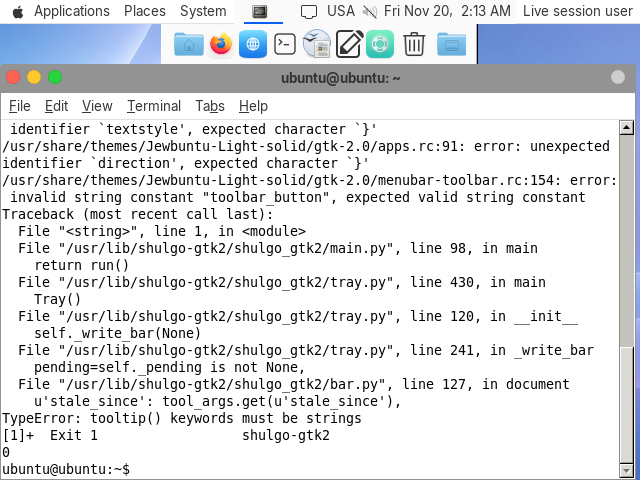 Applications Places System USA Fri Nov 20, 2:13 AM Live session user
ubuntu@ubuntu: ~
File Edit View Terminal Tabs Help
 identifier `textstyle', expected character `}'
/usr/share/themes/Jewbuntu-Light-solid/gtk-2.0/apps.rc:91: error: unexpected
identifier `direction', expected character `}'
/usr/share/themes/Jewbuntu-Light-solid/gtk-2.0/menubar-toolbar.rc:154: error:
 invalid string constant "toolbar_button", expected valid string constant
Traceback (most recent call last):
  File "<string>", line 1, in <module>
  File "/usr/lib/shulgo-gtk2/shulgo_gtk2/main.py", line 98, in main
    return run()
  File "/usr/lib/shulgo-gtk2/shulgo_gtk2/tray.py", line 430, in main
    Tray()
  File "/usr/lib/shulgo-gtk2/shulgo_gtk2/tray.py", line 120, in __init__
    self._write_bar(None)
  File "/usr/lib/shulgo-gtk2/shulgo_gtk2/tray.py", line 241, in _write_bar
    pending=self._pending is not None,
  File "/usr/lib/shulgo-gtk2/shulgo_gtk2/bar.py", line 127, in document
    u'stale_since': tool_args.get(u'stale_since'),
TypeError: tooltip() keywords must be strings
[1]+  Exit 1                  shulgo-gtk2
0
ubuntu@ubuntu:~$